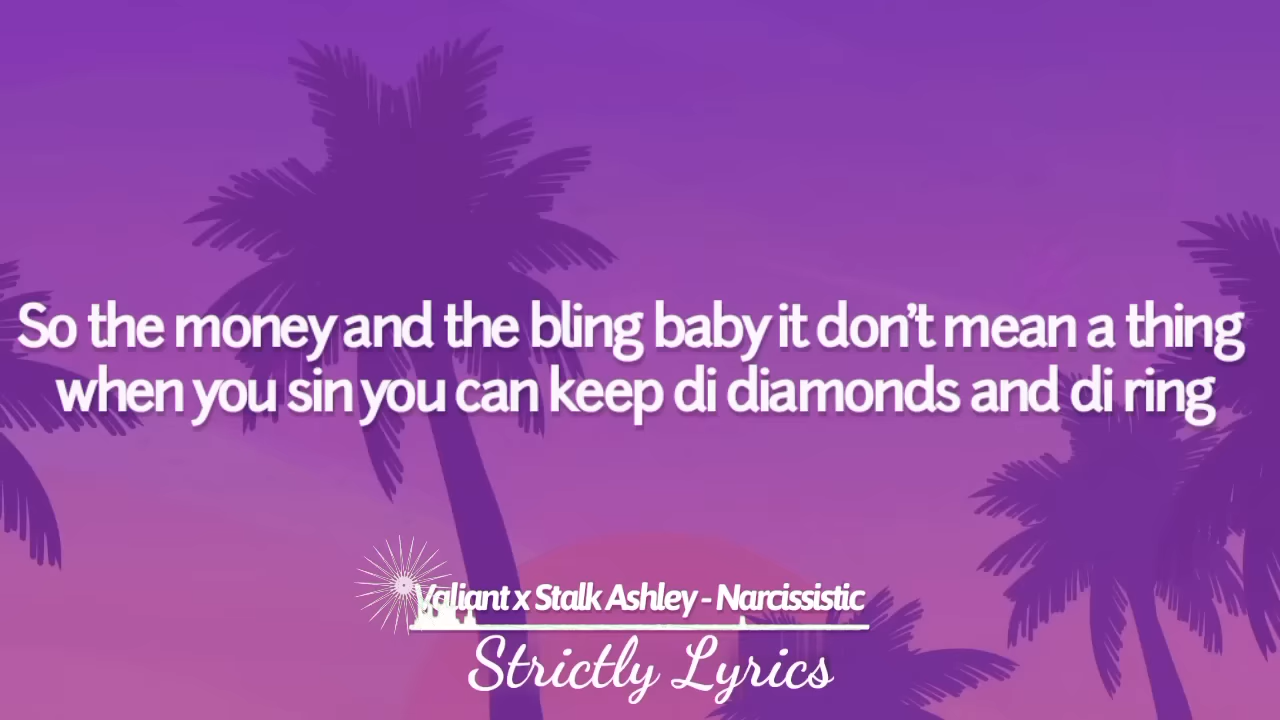 So the money and the bling baby it don't mean a thing
when you sin you can keep di diamonds and di ring
Valiant x Stalk Ashley - Narcissistic
Strictly Lyrics